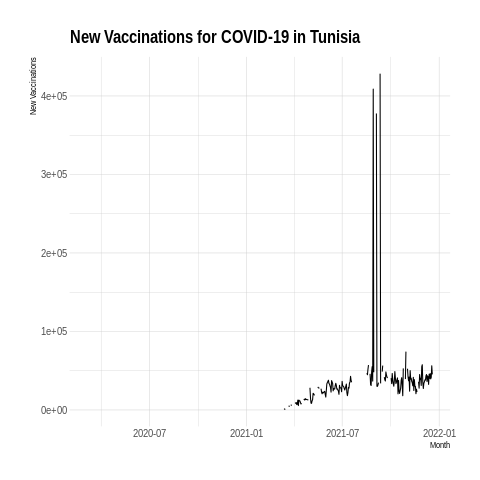 New Vaccinations for COVID-19 in Tunisia
New Vaccinations
4e+05
3e+05
2e+05
1e+05
0e+00
2020-07 2021-01 2021-07 2022-01
Month